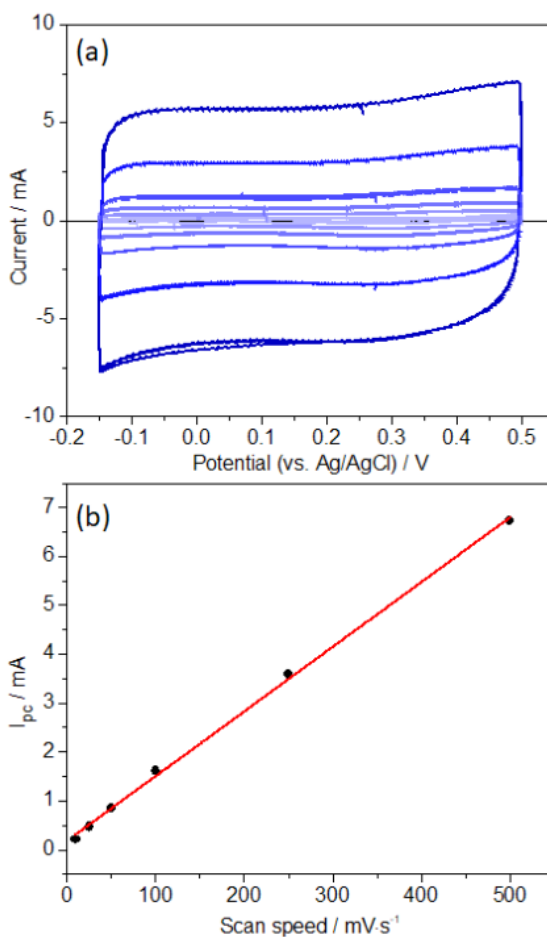 (a)
10
5
0
-5
-10
Current / mA
-0.2 -0.1 0.0 0.1 0.2 0.3 0.4 0.5
Potential (vs. Ag/AgCl) / V
(b)
7
6
5
4
3
2
1
0
I_pc / mA
0 100 200 300 400 500
Scan speed / mV·s⁻¹